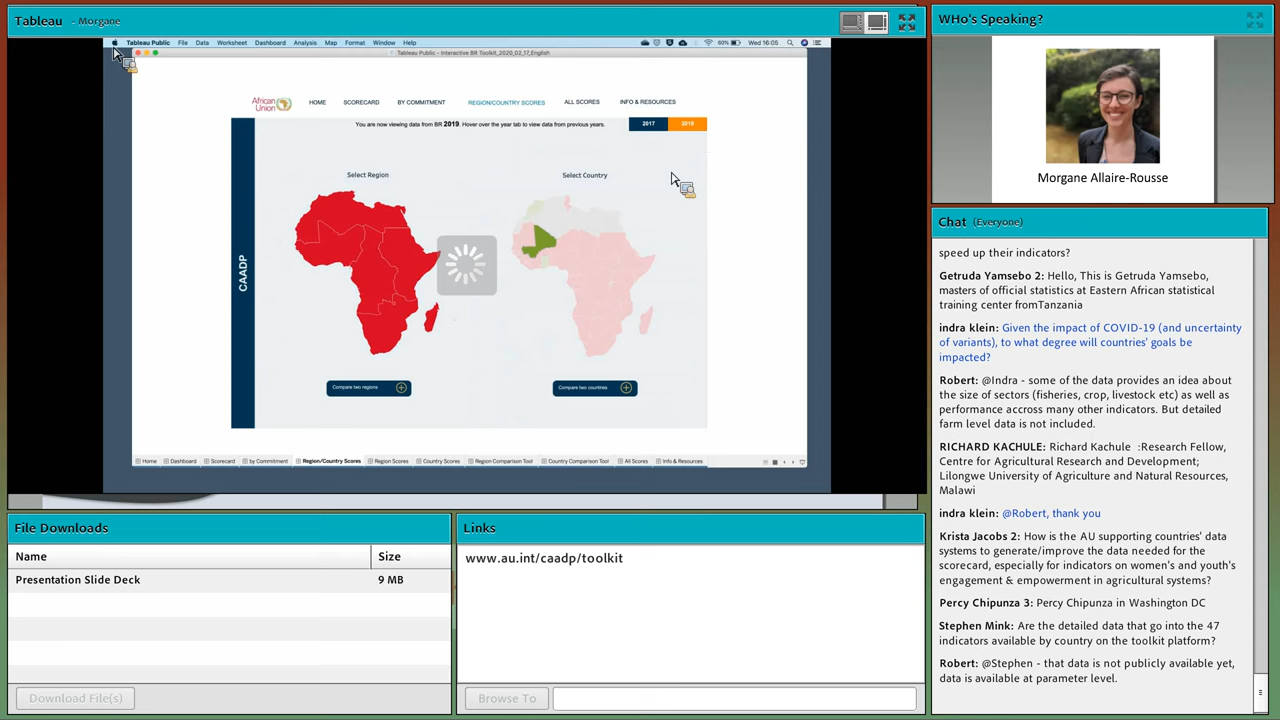 Tableau - Morgane
Tableau Public File Data Worksheet Dashboard Analysis Map Format Window Help
60% Wed 16:05
Tableau Public - Interactive BR Toolkit_2020_02_17_English
African Union
HOME SCORECARD BY COMMITMENT REGION/COUNTRY SCORES ALL SCORES INFO & RESOURCES
You are now viewing data from BR 2019. Hover over the year tab to view data from previous years.
2017 2019
Select Region
Select Country
CAADP
Compare two regions
Compare two countries
Home Dashboard Scorecard by Commitment Region/Country Scores Region Scores Country Scores Region Comparison Tool Country Comparison Tool All Scores Info & Resources
File Downloads
Name Size
Presentation Slide Deck 9 MB
Download File(s)
Links
www.au.int/caadp/toolkit
Browse To
WHo's Speaking?
Morgane Allaire-Rousse
Chat (Everyone)
speed up their indicators?
Getruda Yamsebo 2: Hello, This is Getruda Yamsebo,
masters of official statistics at Eastern African statistical
training center fromTanzania
indra klein: Given the impact of COVID-19 (and uncertainty
of variants), to what degree will countries' goals be
impacted?
Robert: @Indra - some of the data provides an idea about
the size of sectors (fisheries, crop, livestock etc) as well as
performance accross many other indicators. But detailed
farm level data is not included.
RICHARD KACHULE: Richard Kachule :Research Fellow,
Centre for Agricultural Research and Development;
Lilongwe University of Agriculture and Natural Resources,
Malawi
indra klein: @Robert, thank you
Krista Jacobs 2: How is the AU supporting countries' data
systems to generate/improve the data needed for the
scorecard, especially for indicators on women's and youth's
engagement & empowerment in agricultural systems?
Percy Chipunza 3: Percy Chipunza in Washington DC
Stephen Mink: Are the detailed data that go into the 47
indicators available by country on the toolkit platform?
Robert: @Stephen - that data is not publicly available yet,
data is available at parameter level.